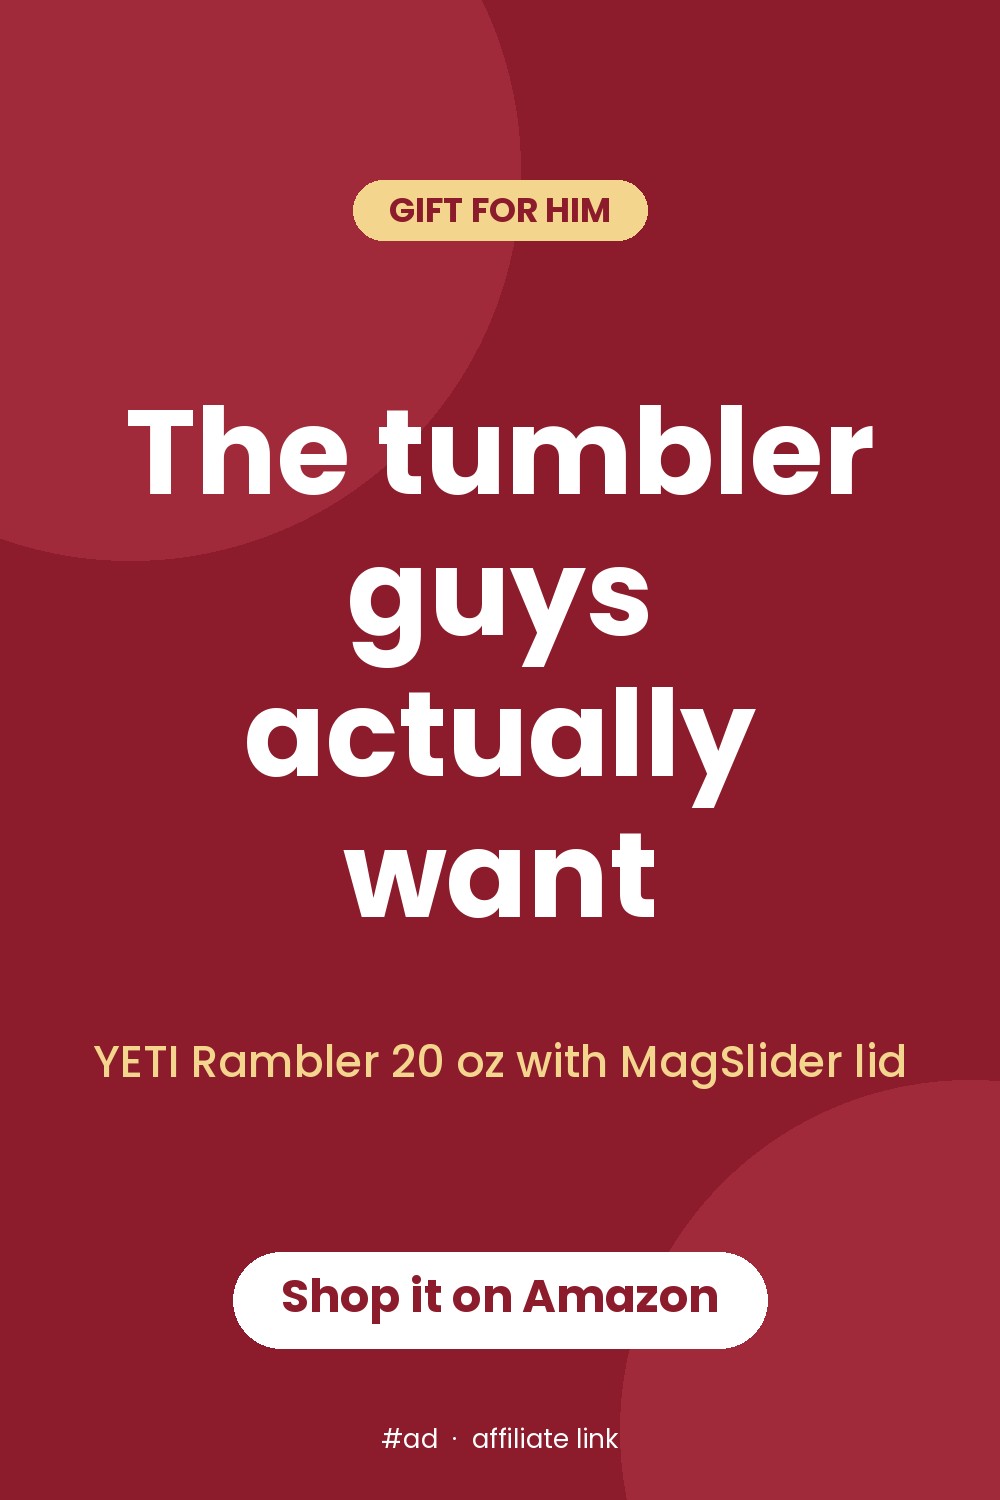 GIFT FOR HIM
The tumbler
guys
actually
want
YETI Rambler 20 oz with MagSlider lid
Shop it on Amazon
#ad · affiliate link